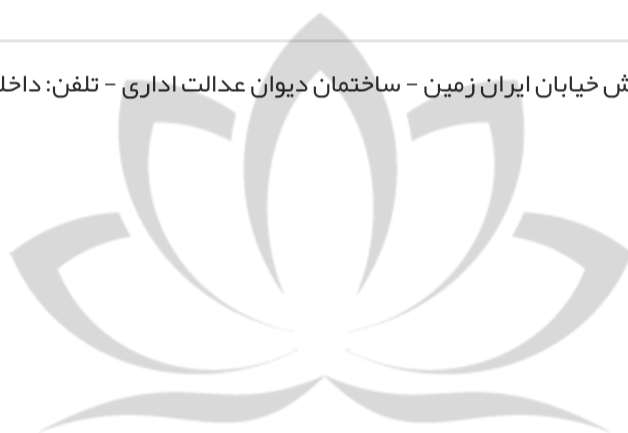 ش خیابان ایران زمین - ساختمان دیوان عدالت اداری - تلفن: داخل